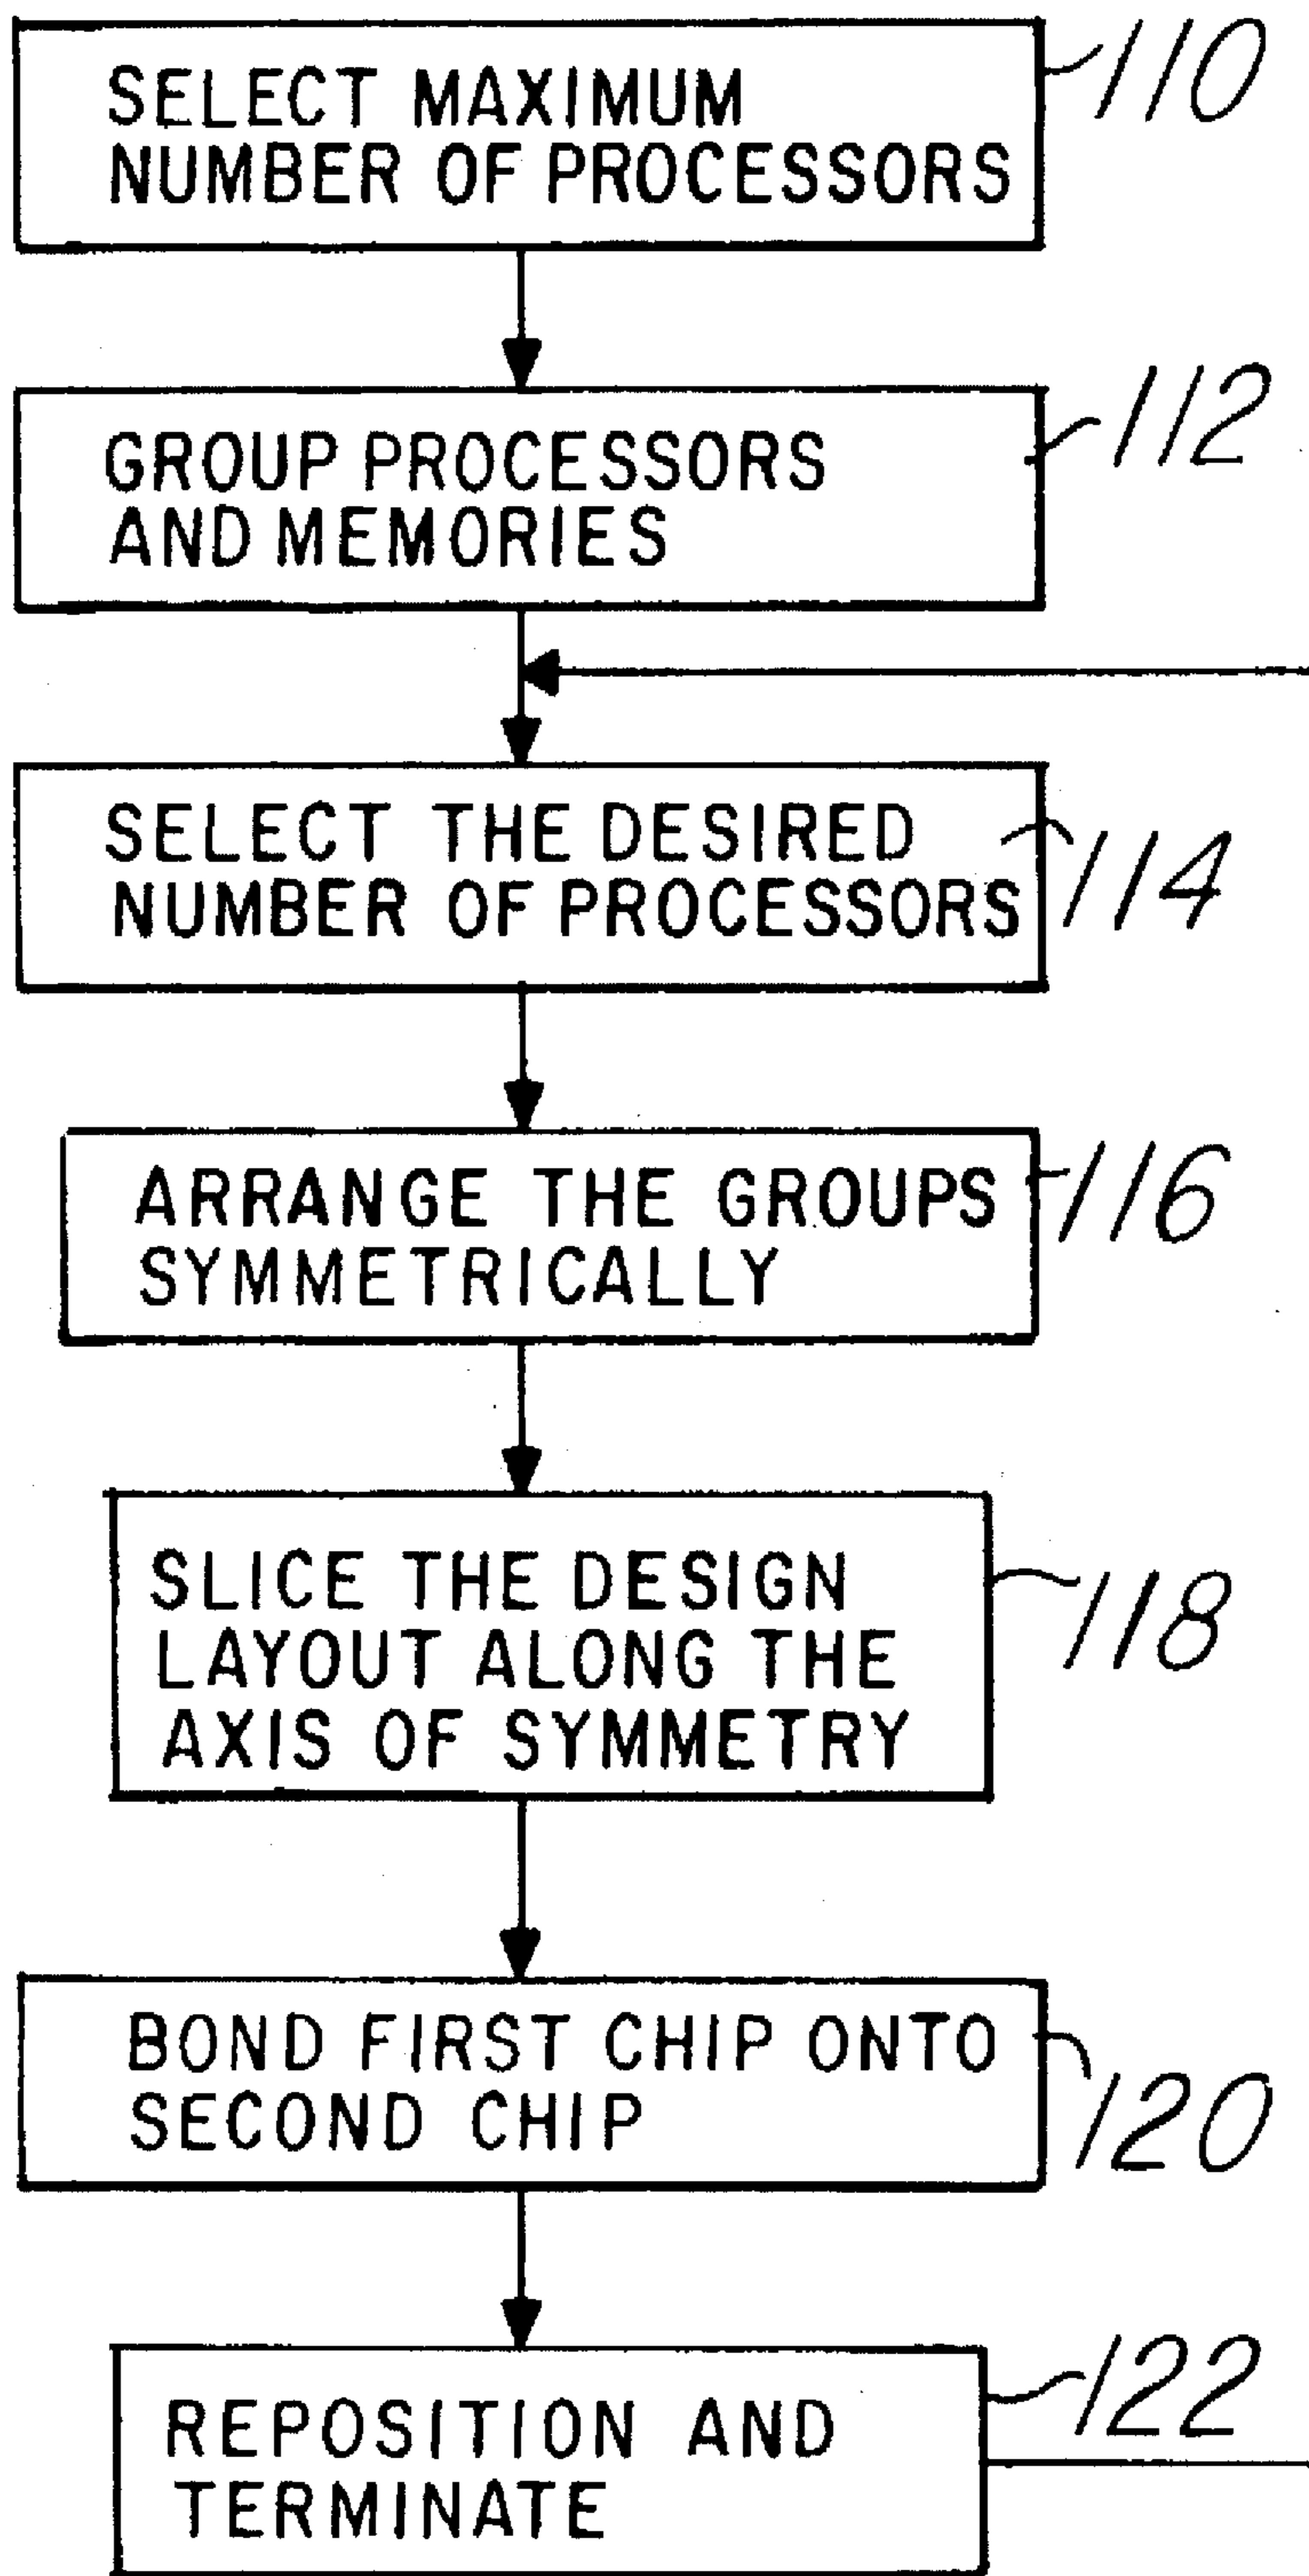 SELECT MAXIMUM
NUMBER OF PROCESSORS
110
GROUP PROCESSORS
AND MEMORIES
112
SELECT THE DESIRED
NUMBER OF PROCESSORS
114
ARRANGE THE GROUPS
SYMMETRICALLY
116
SLICE THE DESIGN
LAYOUT ALONG THE
AXIS OF SYMMETRY
118
BOND FIRST CHIP ONTO
SECOND CHIP
120
REPOSITION AND
TERMINATE
122